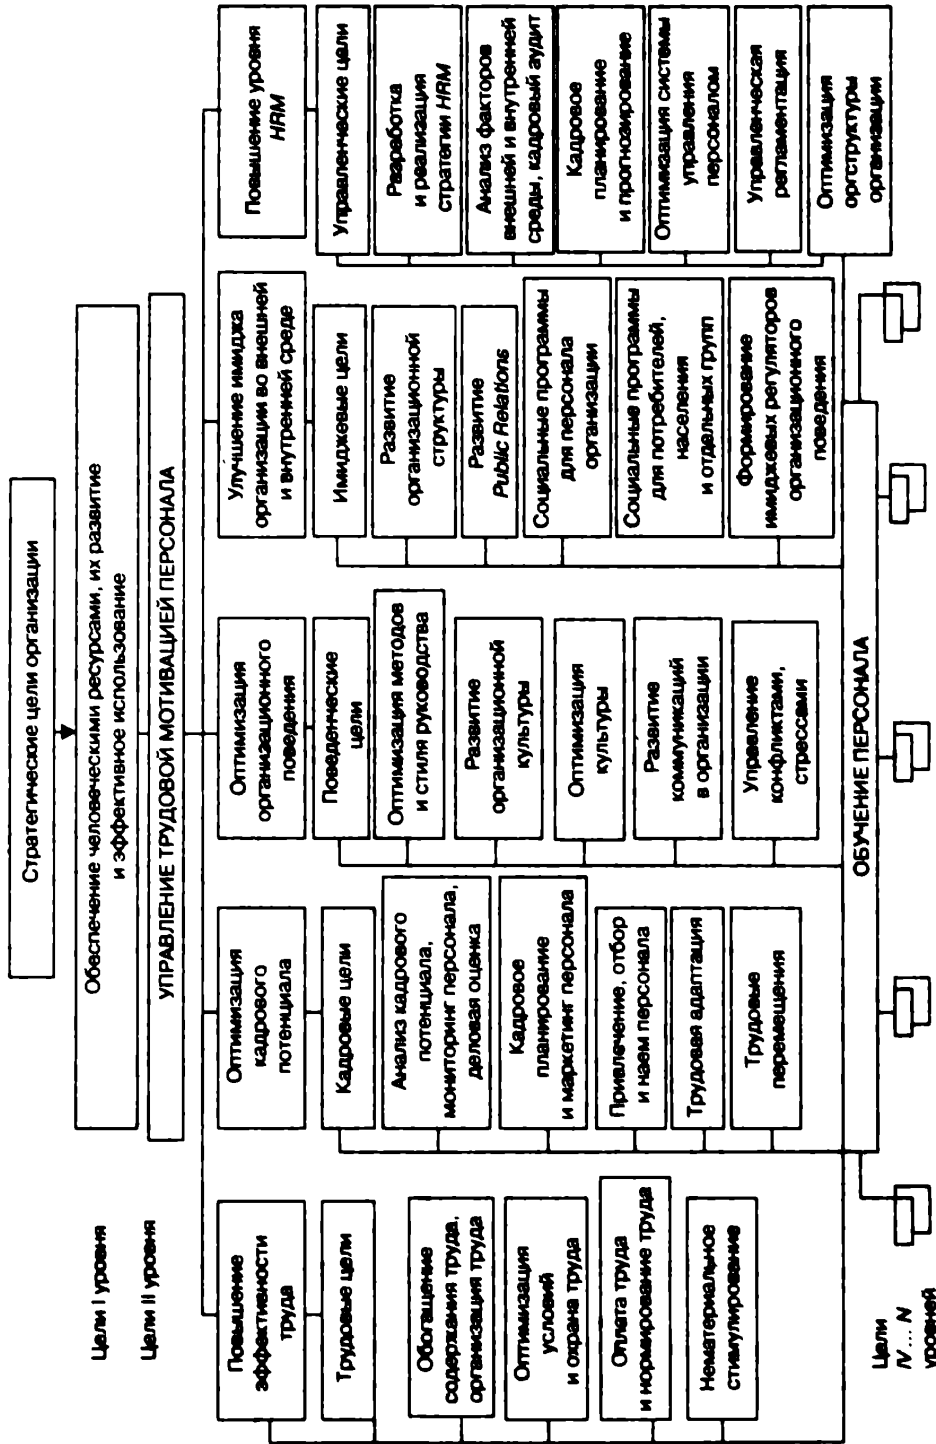 Стратегические цели организации
Обеспечение человеческими ресурсами, их развитие
и эффективное использование
Цели I уровня
УПРАВЛЕНИЕ ТРУДОВОЙ МОТИВАЦИЕЙ ПЕРСОНАЛА
Цели II уровня
Повышение
эффективности
труда
Трудовые цели
Обогащение
содержания труда,
организация труда
Оптимизация
условий
и охрана труда
Оплата труда
и нормирование труда
Нематериальное
стимулирование
Оптимизация
кадрового
потенциала
Кадровые цели
Анализ кадрового
потенциала,
мониторинг персонала,
деловая оценка
Кадровое
планирование
и маркетинг персонала
Привлечение, отбор
и наем персонала
Трудовая адаптация
Трудовые
перемещения
Оптимизация
организационного
поведения
Поведенческие
цели
Оптимизация методов
и стиля руководства
Развитие
организационной
культуры
Оптимизация
культуры
Развитие
коммуникаций
в организации
Управление
конфликтами,
стрессами
Улучшение имиджа
организации во внешней
и внутренней среде
Имиджевые цели
Развитие
организационной
структуры
Развитие
Public Relations
Социальные программы
для персонала
организации
Социальные программы
для потребителей,
населения
и отдельных групп
Формирование
имиджевых регуляторов
организационного
поведения
Повышение уровня
HRM
Управленческие цели
Разработка
и реализация
стратегии HRM
Анализ факторов
внешней и внутренней
среды, кадровый аудит
Кадровое
планирование
и прогнозирование
Оптимизация системы
управления
персоналом
Управленческая
регламентация
Оптимизация
оргструктуры
организации
ОБУЧЕНИЕ ПЕРСОНАЛА
Цели
IV... N
уровней